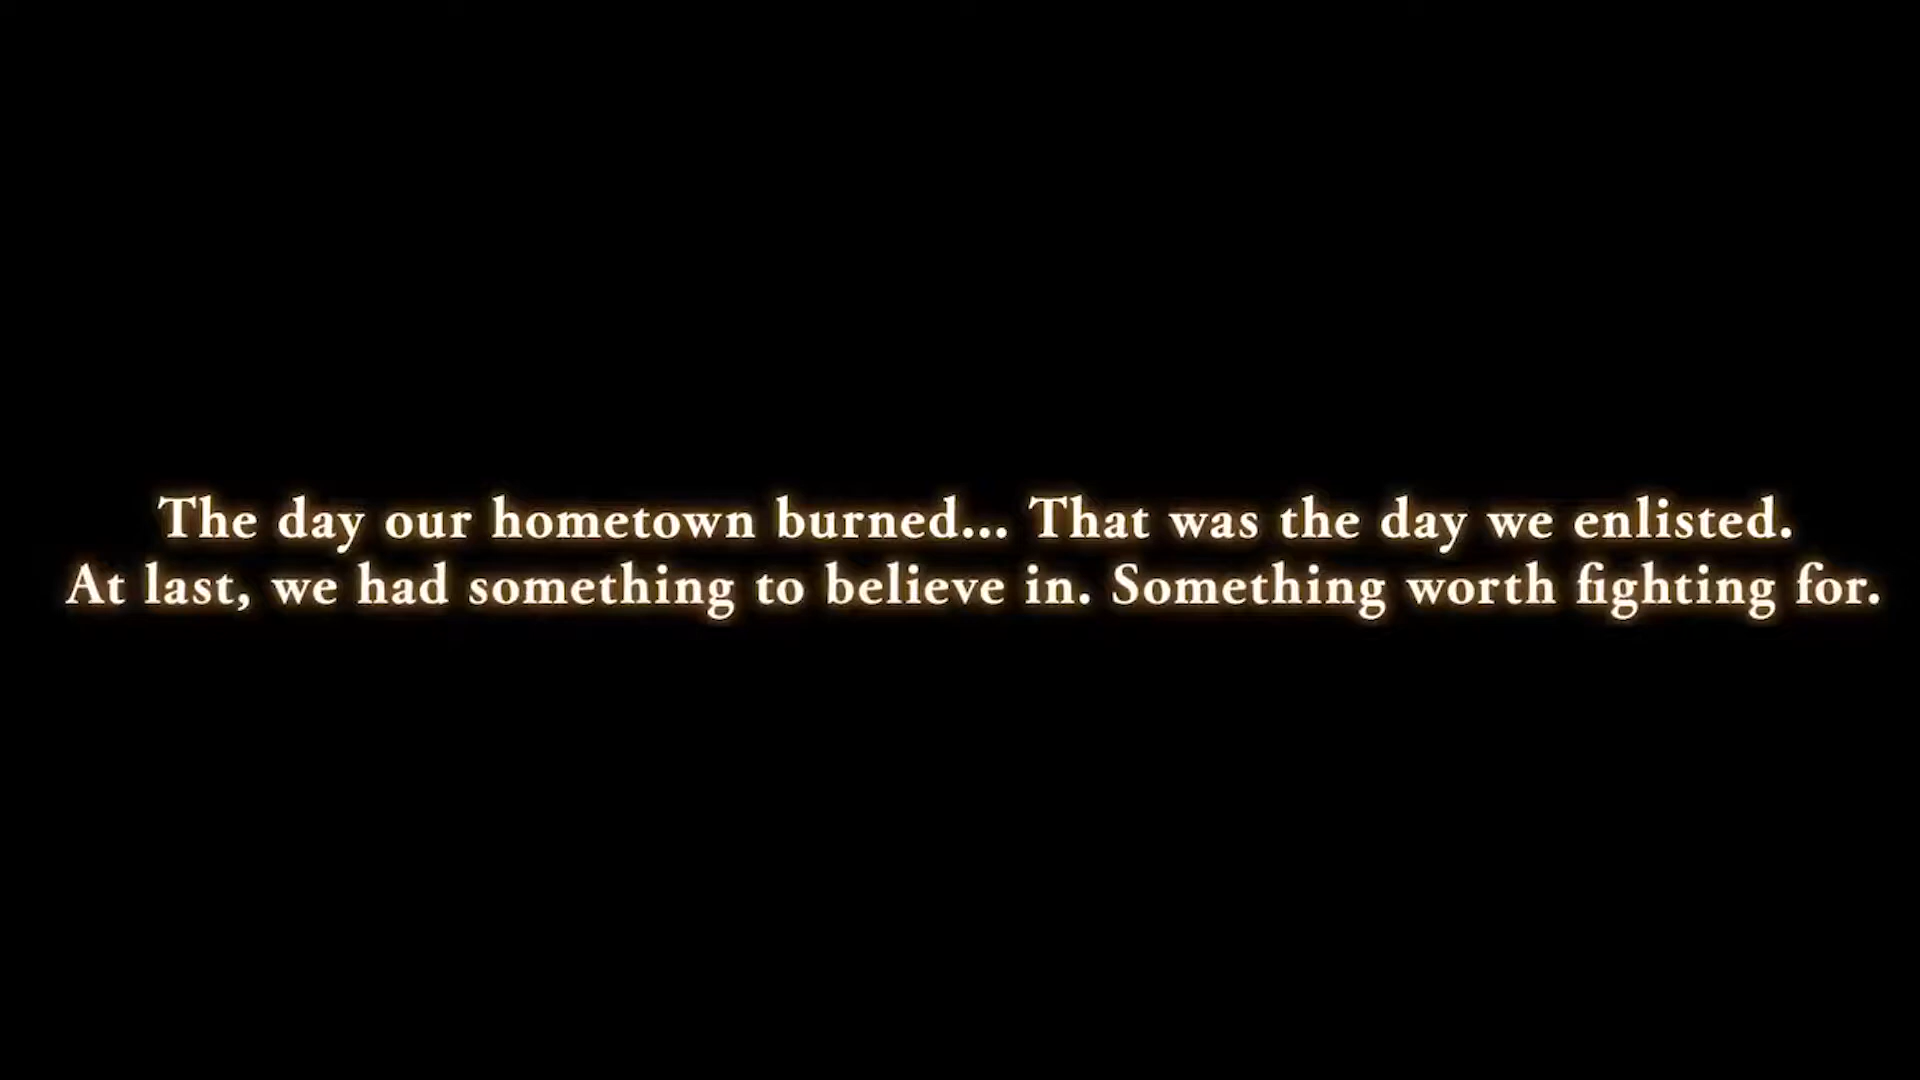 The day our hometown burned... That was the day we enlisted.
At last, we had something to believe in. Something worth fighting for.